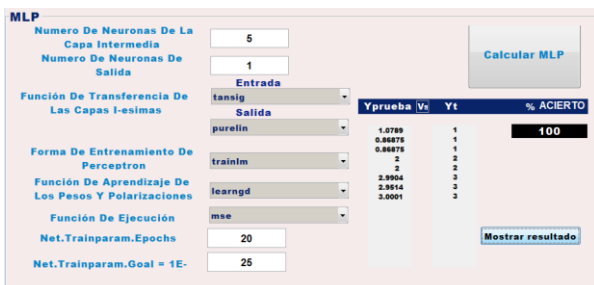 MLP
Numero De Neuronas De La
Capa Intermedia
5
Numero De Neuronas De
Salida
1
Calcular MLP
Entrada
Función De Transferencia De
Las Capas I-esimas
tansig
Salida
purelin
Yprueba Vs Yt % ACIERTO
1.0789 1
0.86875 1
0.86875 1
2 2
2 2
2.9904 3
2.9514 3
3.0001 3
100
Forma De Entrenamiento De
Perceptron
trainlm
Función De Aprendizaje De
Los Pesos Y Polarizaciones
learngd
Función De Ejecución
mse
Net.Trainparam.Epochs
20
Mostrar resultado
Net.Trainparam.Goal = 1E-
25